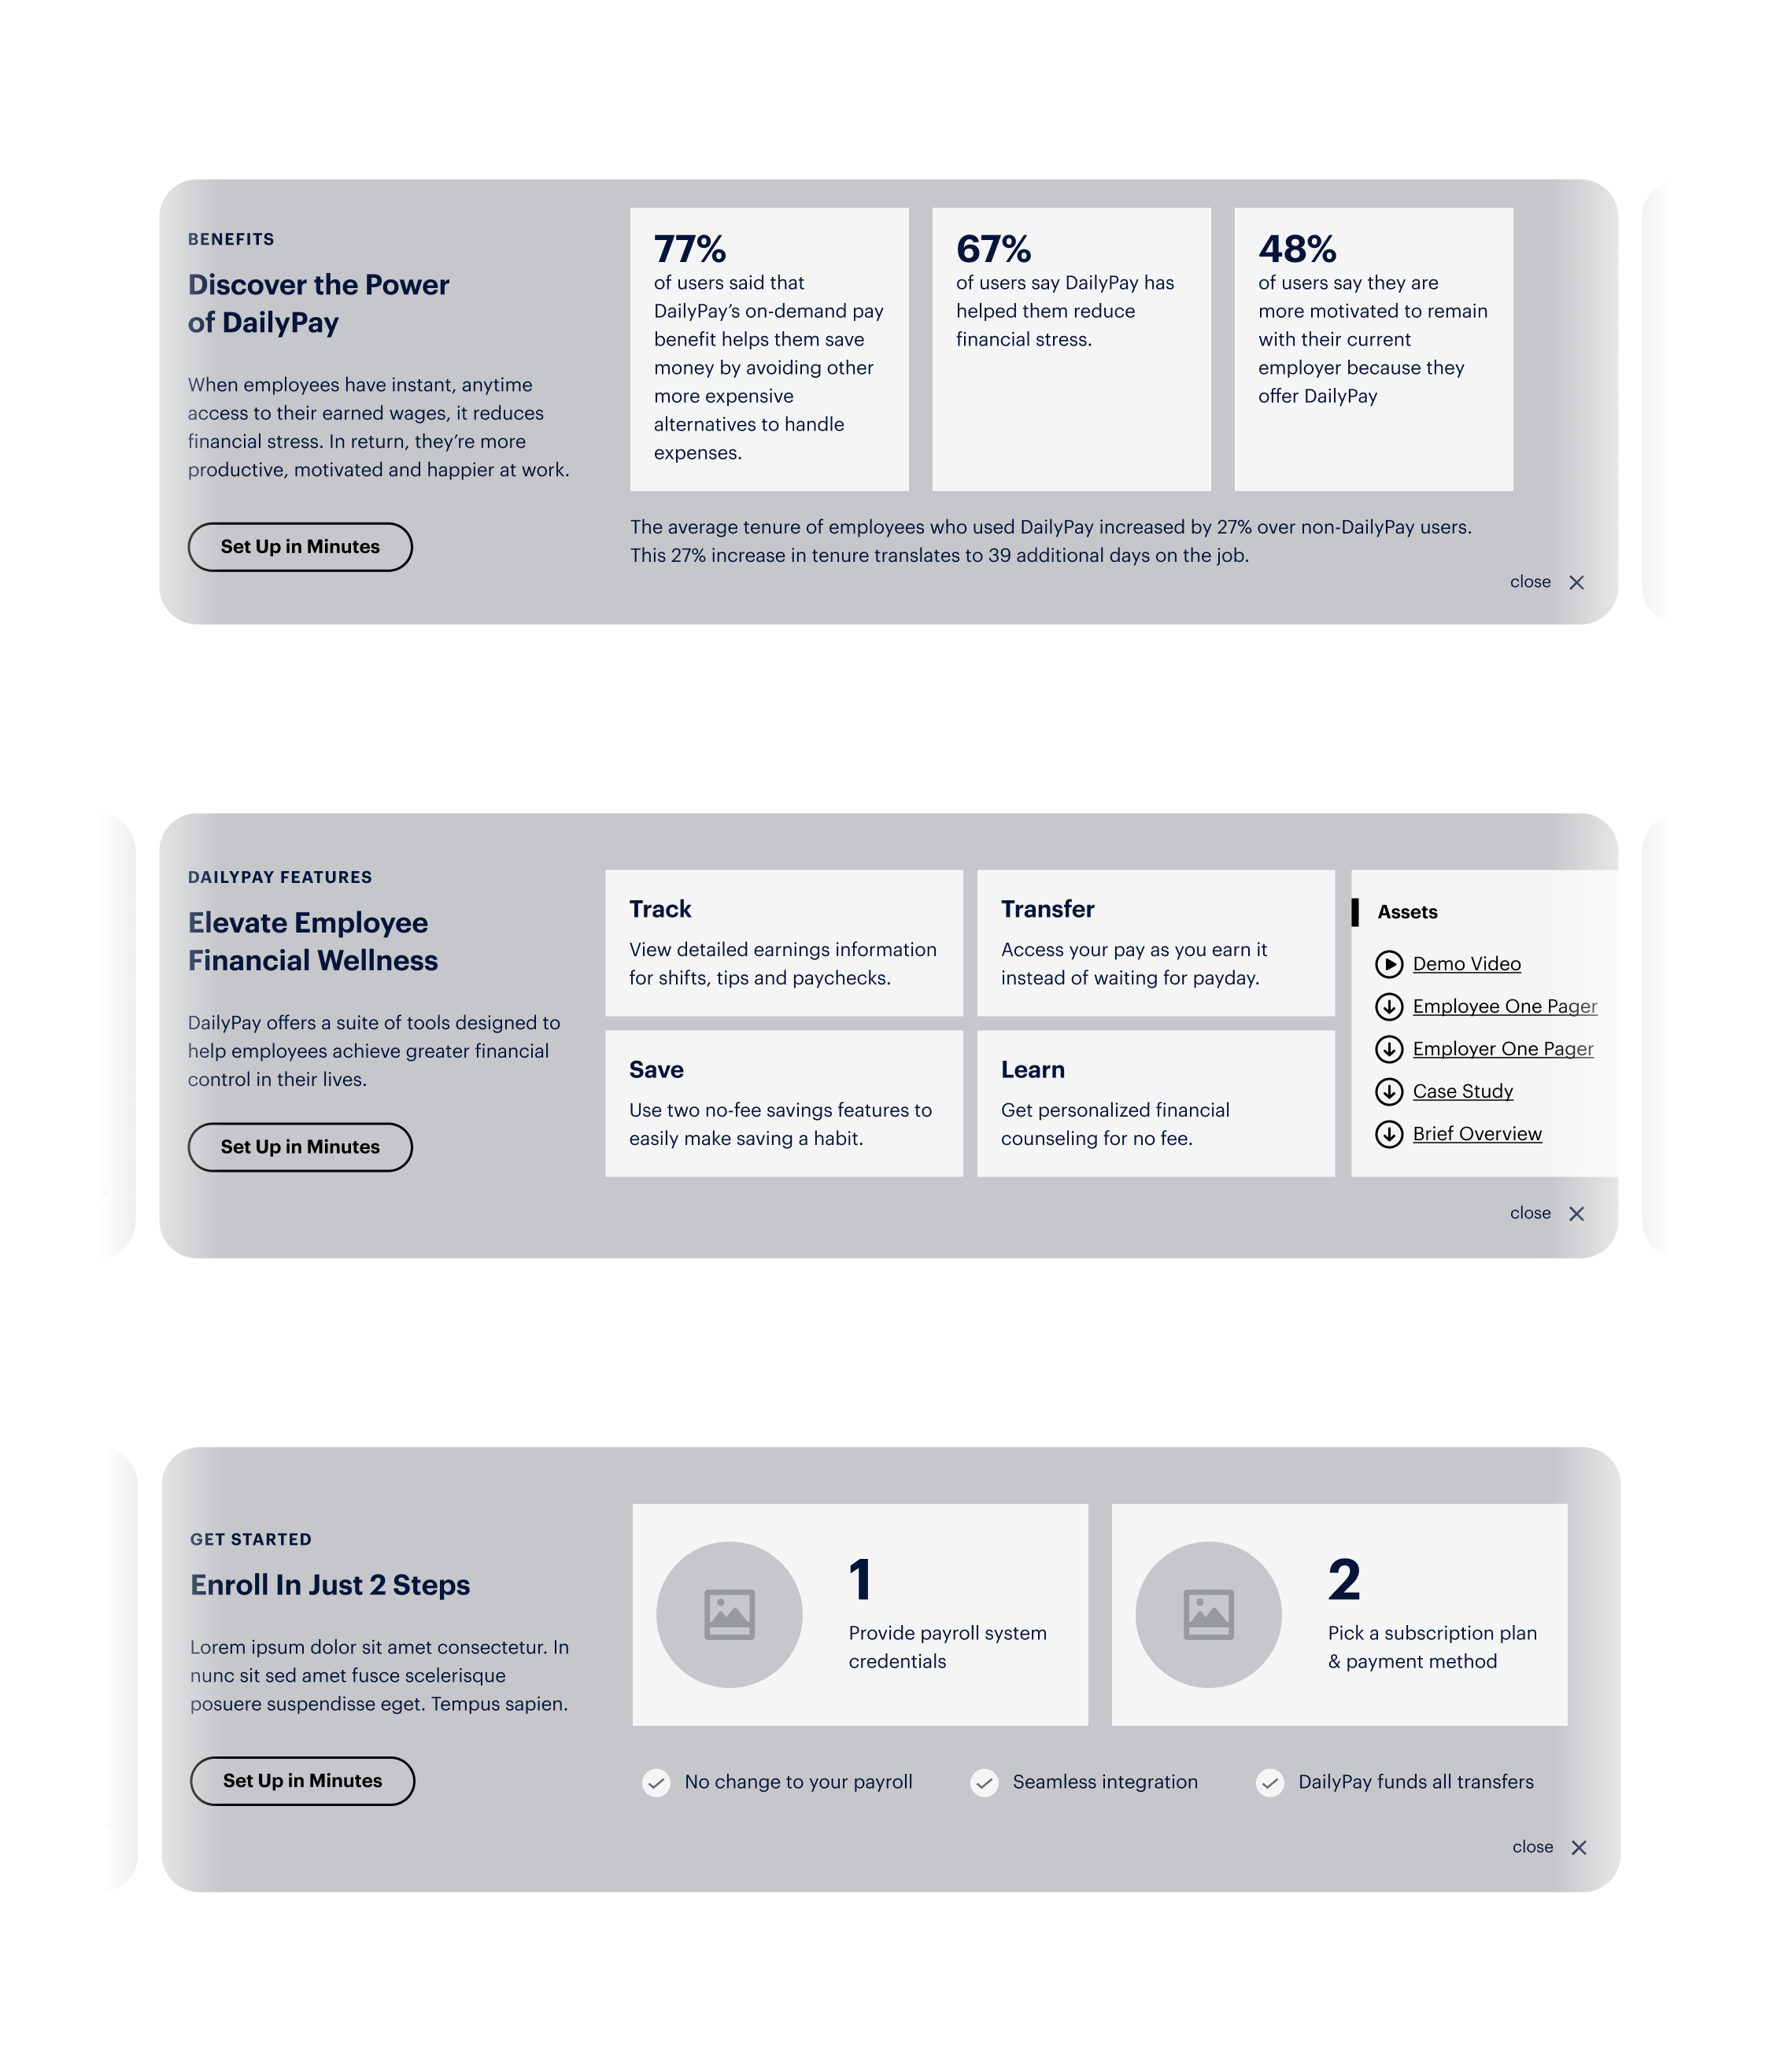 BENEFITS
Discover the Power
of DailyPay
When employees have instant, anytime
access to their earned wages, it reduces
financial stress. In return, they’re more
productive, motivated and happier at work.
Set Up in Minutes
77%
of users said that
DailyPay’s on-demand pay
benefit helps them save
money by avoiding other
more expensive
alternatives to handle
expenses.
67%
of users say DailyPay has
helped them reduce
financial stress.
48%
of users say they are
more motivated to remain
with their current
employer because they
offer DailyPay
The average tenure of employees who used DailyPay increased by 27% over non-DailyPay users.
This 27% increase in tenure translates to 39 additional days on the job.
close
DAILYPAY FEATURES
Elevate Employee
Financial Wellness
DailyPay offers a suite of tools designed to
help employees achieve greater financial
control in their lives.
Set Up in Minutes
Track
View detailed earnings information
for shifts, tips and paychecks.
Transfer
Access your pay as you earn it
instead of waiting for payday.
Save
Use two no-fee savings features to
easily make saving a habit.
Learn
Get personalized financial
counseling for no fee.
Assets
Demo Video
Employee One Pager
Employer One Pager
Case Study
Brief Overview
close
GET STARTED
Enroll In Just 2 Steps
Lorem ipsum dolor sit amet consectetur. In
nunc sit sed amet fusce scelerisque
posuere suspendisse eget. Tempus sapien.
Set Up in Minutes
1
Provide payroll system
credentials
2
Pick a subscription plan
& payment method
No change to your payroll
Seamless integration
DailyPay funds all transfers
close